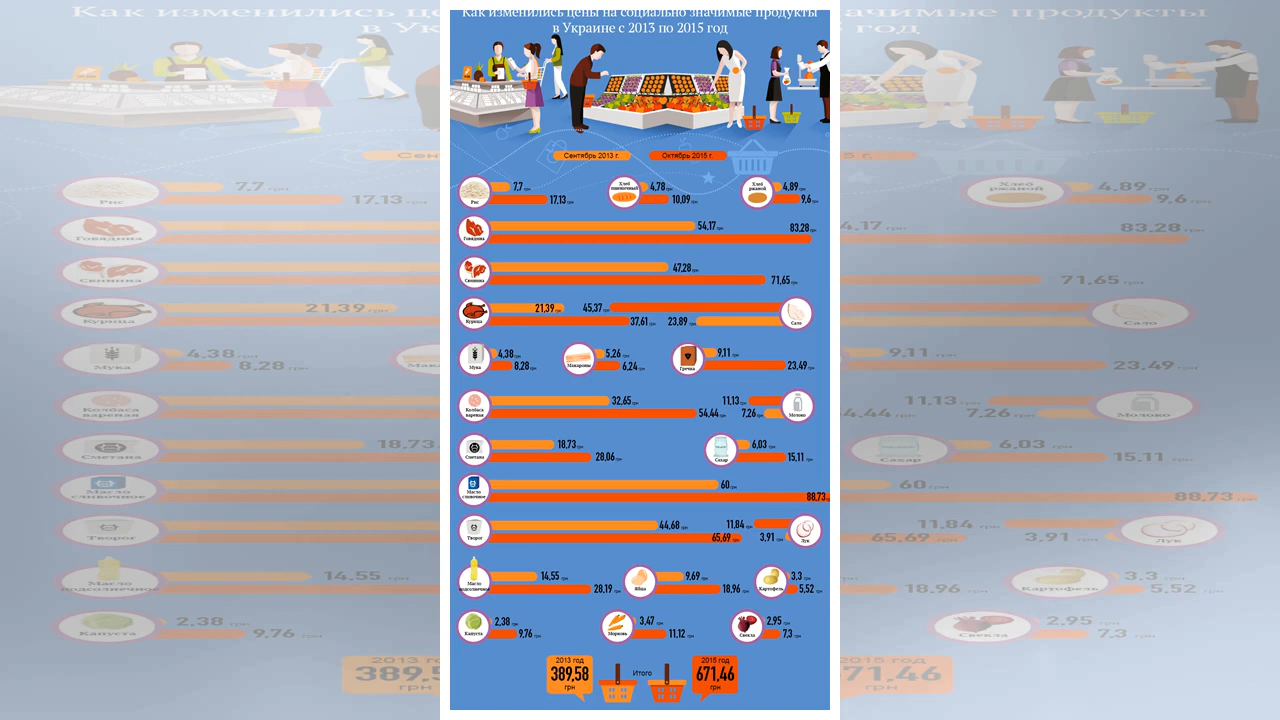 Как изменились цены на социально значимые продукты
в Украине с 2013 по 2015 год
Сентябрь 2013 г.
Октябрь 2015 г.
Рис
7,7 грн
17,13 грн
Хлеб
пшеничный
4,78 грн
10,09 грн
Хлеб
ржаной
4,89 грн
9,6 грн
Говядина
54,17 грн
83,28 грн
Свинина
47,28 грн
71,65 грн
Курица
21,39 грн
37,61 грн
45,37 грн
23,89 грн
Сало
Мука
4,38 грн
8,28 грн
Макароны
5,26 грн
6,24 грн
Гречка
9,11 грн
23,49 грн
Колбаса
вареная
32,65 грн
54,44 грн
11,13 грн
7,26 грн
Молоко
Сметана
18,73 грн
28,06 грн
Сахар
6,03 грн
15,11 грн
Масло
сливочное
60 грн
88,73
Творог
44,68 грн
65,69 грн
11,84 грн
3,91 грн
Лук
Масло
подсолнечное
14,55 грн
28,19 грн
Яйца
9,69 грн
18,96 грн
Картофель
3,3 грн
5,52 грн
Капуста
2,38 грн
9,76 грн
Морковь
3,47 грн
11,12 грн
Свекла
2,95 грн
7,3 грн
2013 год
389,58
грн
Итого
2015 год
671,46
грн